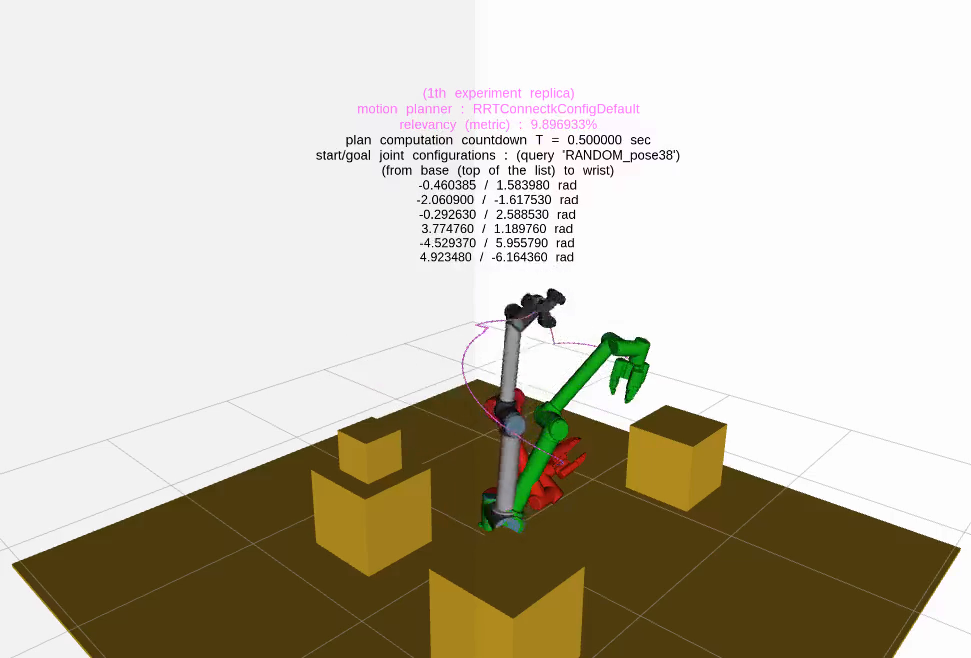 (1th experiment replica)
motion planner : RRTConnectkConfigDefault
relevancy (metric) : 9.896933%
plan computation countdown T = 0.500000 sec
start/goal joint configurations : (query 'RANDOM_pose38')
(from base (top of the list) to wrist)
-0.460385 / 1.583980 rad
-2.060900 / -1.617530 rad
-0.292630 / 2.588530 rad
3.774760 / 1.189760 rad
-4.529370 / 5.955790 rad
4.923480 / -6.164360 rad